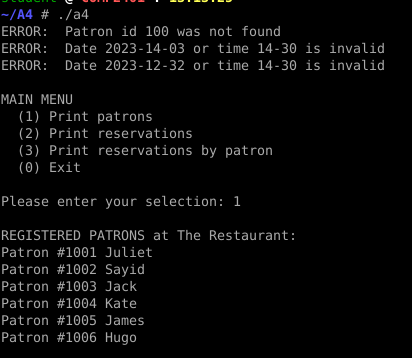 ~/A4 # ./a4
ERROR:  Patron id 100 was not found
ERROR:  Date 2023-14-03 or time 14-30 is invalid
ERROR:  Date 2023-12-32 or time 14-30 is invalid
MAIN MENU
(1) Print patrons
(2) Print reservations
(3) Print reservations by patron
(0) Exit
Please enter your selection: 1
REGISTERED PATRONS at The Restaurant:
Patron #1001 Juliet
Patron #1002 Sayid
Patron #1003 Jack
Patron #1004 Kate
Patron #1005 James
Patron #1006 Hugo